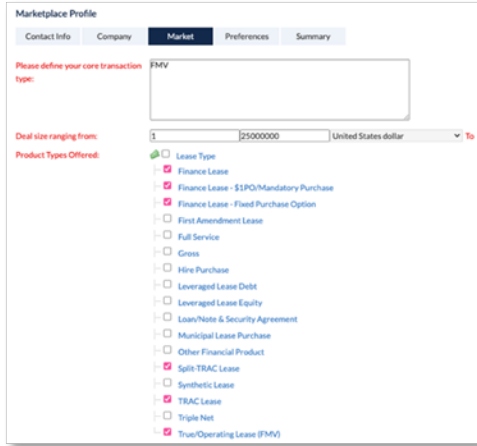 Marketplace Profile
Contact Info Company Market Preferences Summary
Please define your core transaction type: FMV
Deal size ranging from: 1 25000000 United States dollar To
Product Types Offered:
Lease Type
Finance Lease
Finance Lease - $1PO/Mandatory Purchase
Finance Lease - Fixed Purchase Option
First Amendment Lease
Full Service
Gross
Hire Purchase
Leveraged Lease Debt
Leveraged Lease Equity
Loan/Note & Security Agreement
Municipal Lease Purchase
Other Financial Product
Split-TRAC Lease
Synthetic Lease
TRAC Lease
Triple Net
True/Operating Lease (FMV)